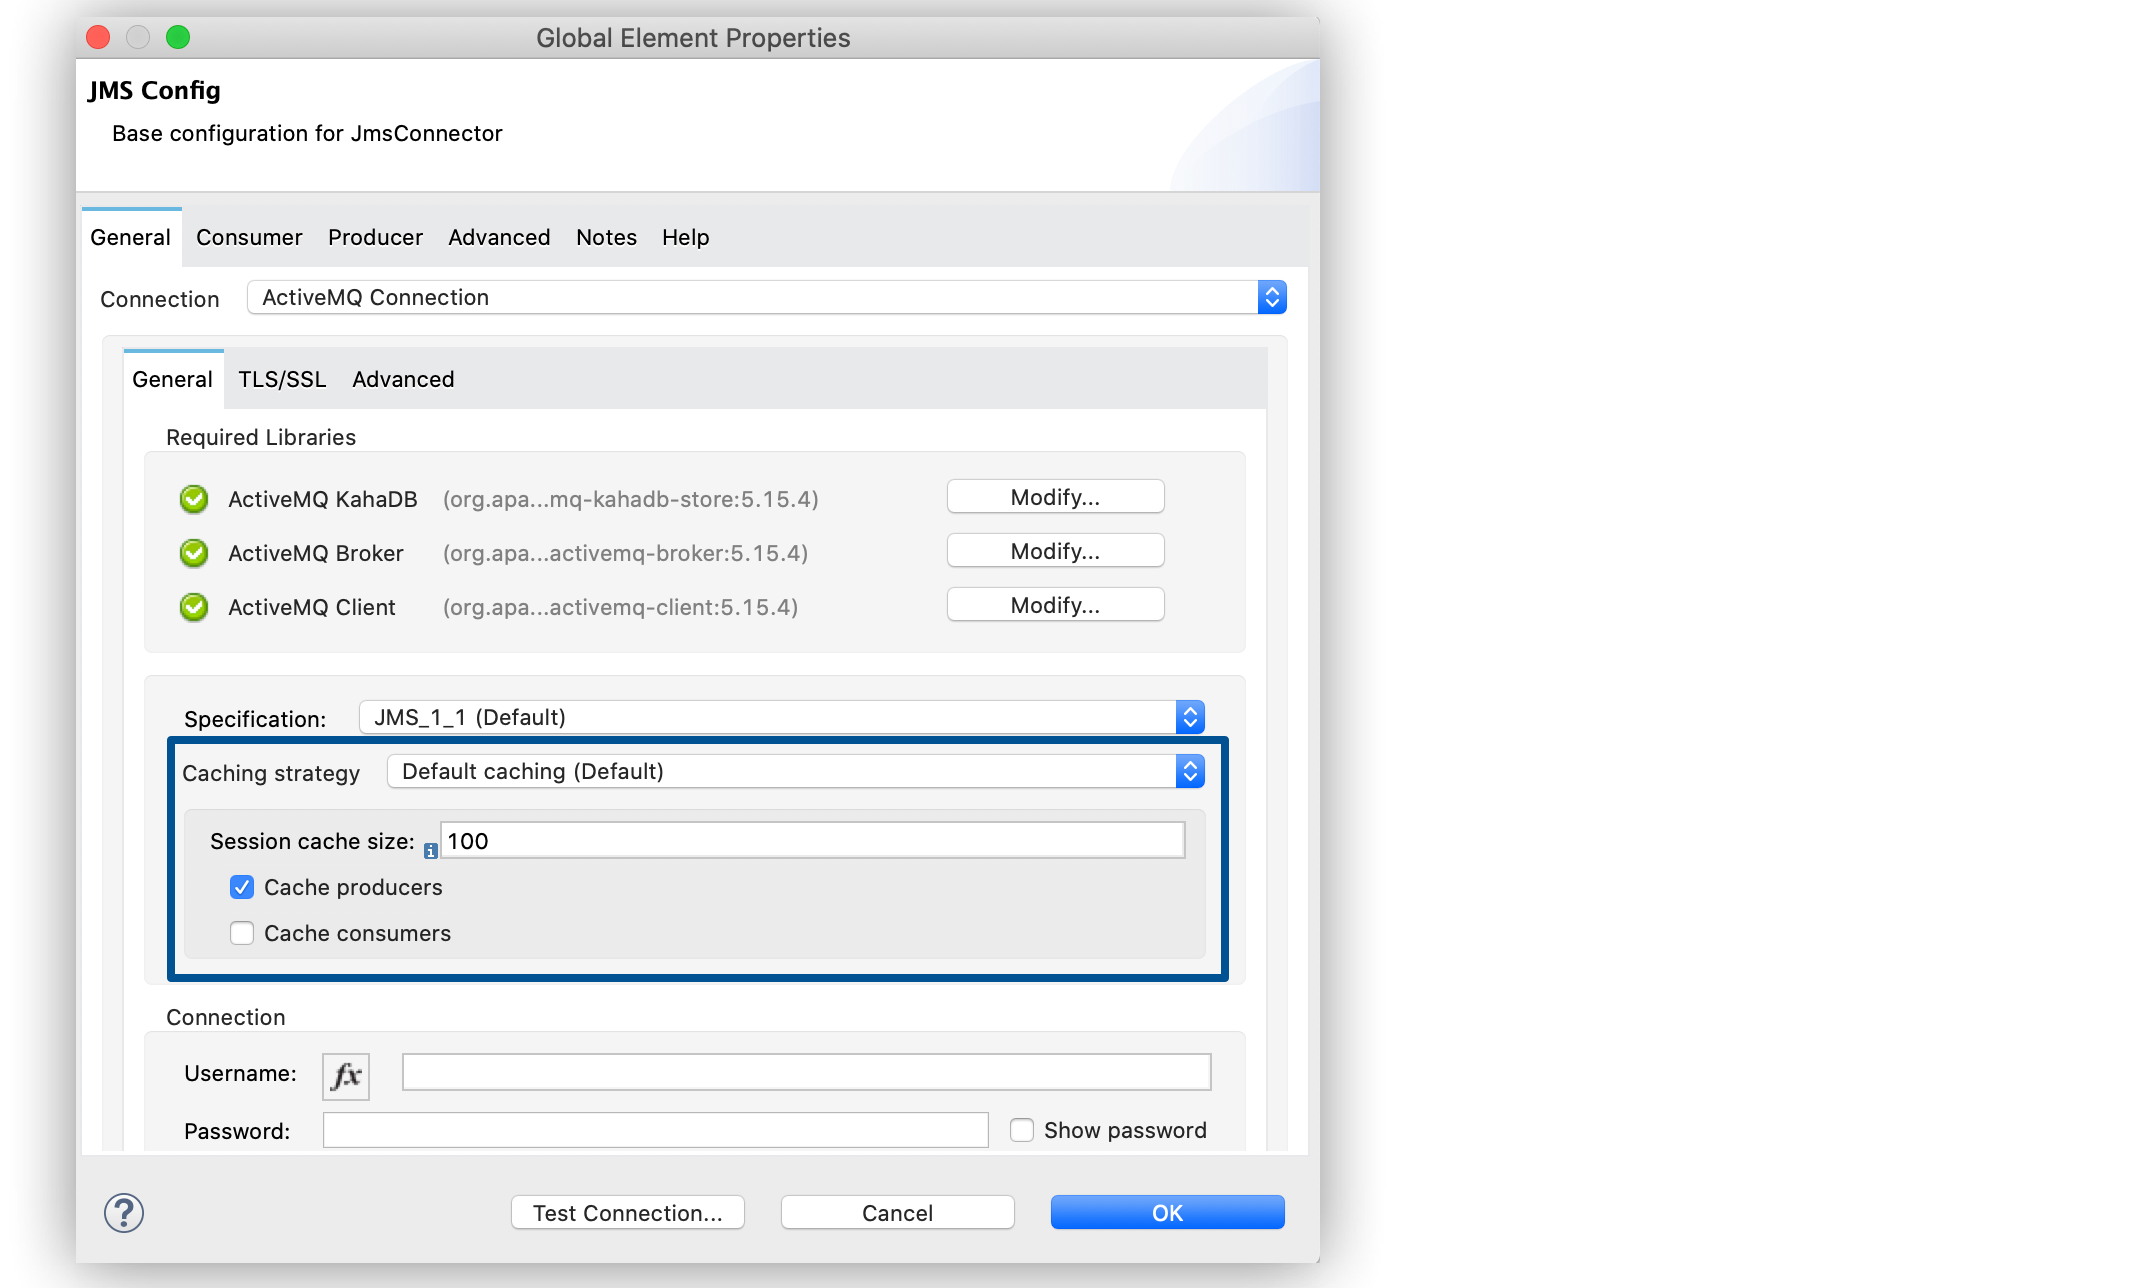 Global Element Properties
JMS Config
Base configuration for JmsConnector
General Consumer Producer Advanced Notes Help
Connection ActiveMQ Connection
General TLS/SSL Advanced
Required Libraries
ActiveMQ KahaDB (org.apa...mq-kahadb-store:5.15.4) Modify...
ActiveMQ Broker (org.apa...activemq-broker:5.15.4) Modify...
ActiveMQ Client (org.apa...activemq-client:5.15.4) Modify...
Specification: JMS_1_1 (Default)
Caching strategy Default caching (Default)
Session cache size: i 100
Cache producers
Cache consumers
Connection
Username: fx
Password: Show password
? Test Connection... Cancel OK